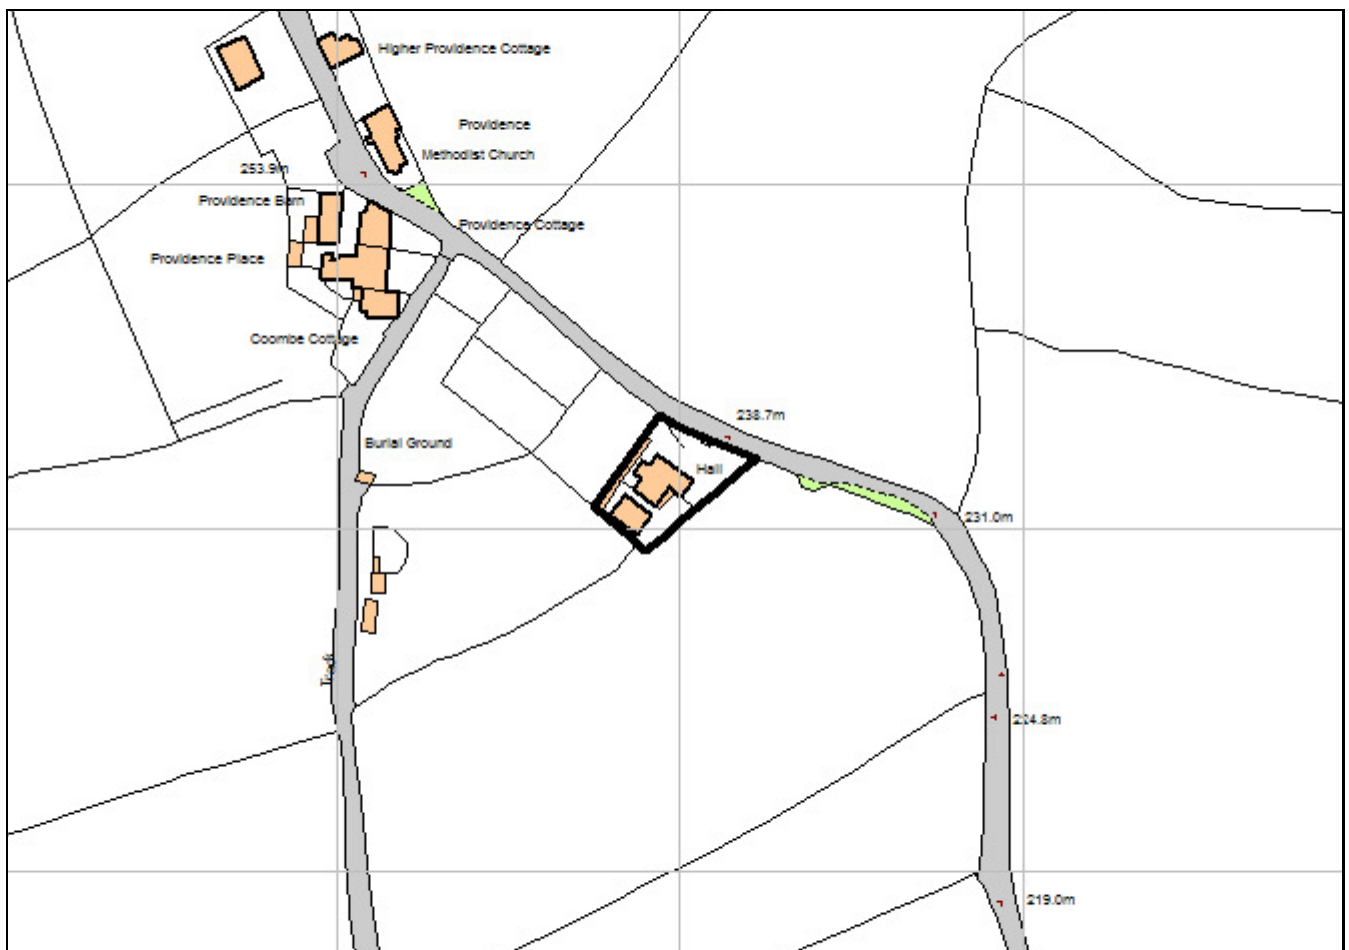 Higher Providence Cottage
Providence
Methodist Church
253.9m
Providence Barn
Providence Cottage
Providence Place
Coombe Cottage
238.7m
Burial Ground
Hall
231.0m
Track
224.8m
219.0m